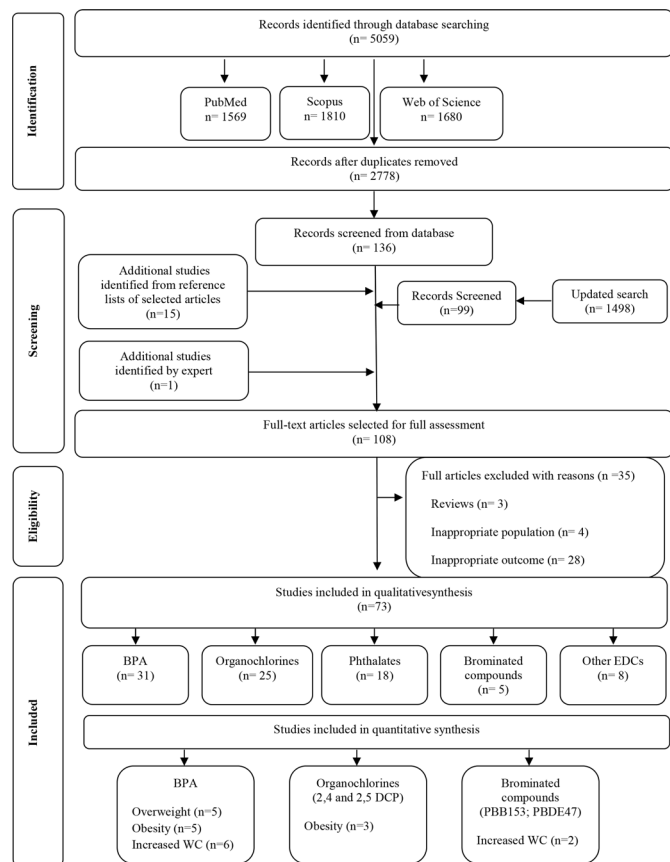 Identification
Records identified through database searching
(n= 5059)
PubMed
n= 1569
Scopus
n= 1810
Web of Science
n= 1680
Records after duplicates removed
(n= 2778)
Screening
Records screened from database
(n= 136)
Additional studies
identified from reference
lists of selected articles
(n=15)
Records Screened
(n=99)
Updated search
n= 1498)
Additional studies
identified by expert
(n=1)
Full-text articles selected for full assessment
(n= 108)
Eligibility
Full articles excluded with reasons (n =35)
Reviews (n= 3)
Inappropriate population (n= 4)
Inappropriate outcome (n= 28)
Included
Studies included in qualitativesynthesis
(n=73)
BPA
(n= 31)
Organochlorines
(n= 25)
Phthalates
(n= 18)
Brominated
compounds
(n= 5)
Other EDCs
(n= 8)
Studies included in quantitative synthesis
BPA
Overweight (n=5)
Obesity (n=5)
Increased WC (n=6)
Organochlorines
(2,4 and 2,5 DCP)
Obesity (n=3)
Brominated
compounds
(PBB153; PBDE47)
Increased WC (n=2)